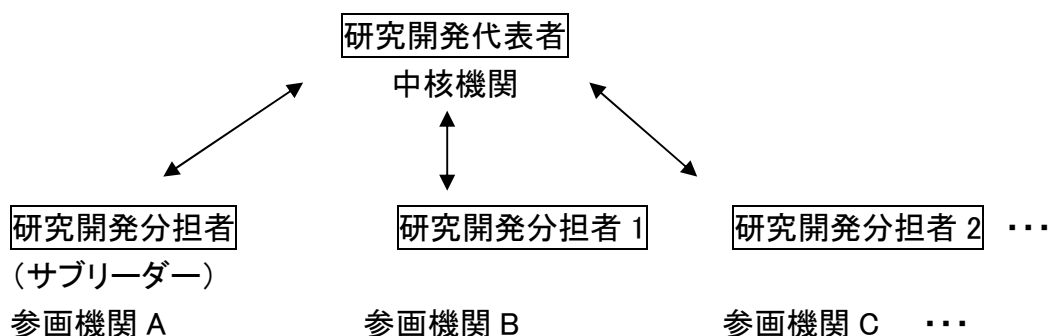 研究開発代表者
中核機関
研究開発分担者 研究開発分担者 1 研究開発分担者 2 ・・・
(サブリーダー)
参画機関 A 参画機関 B 参画機関 C ・・・